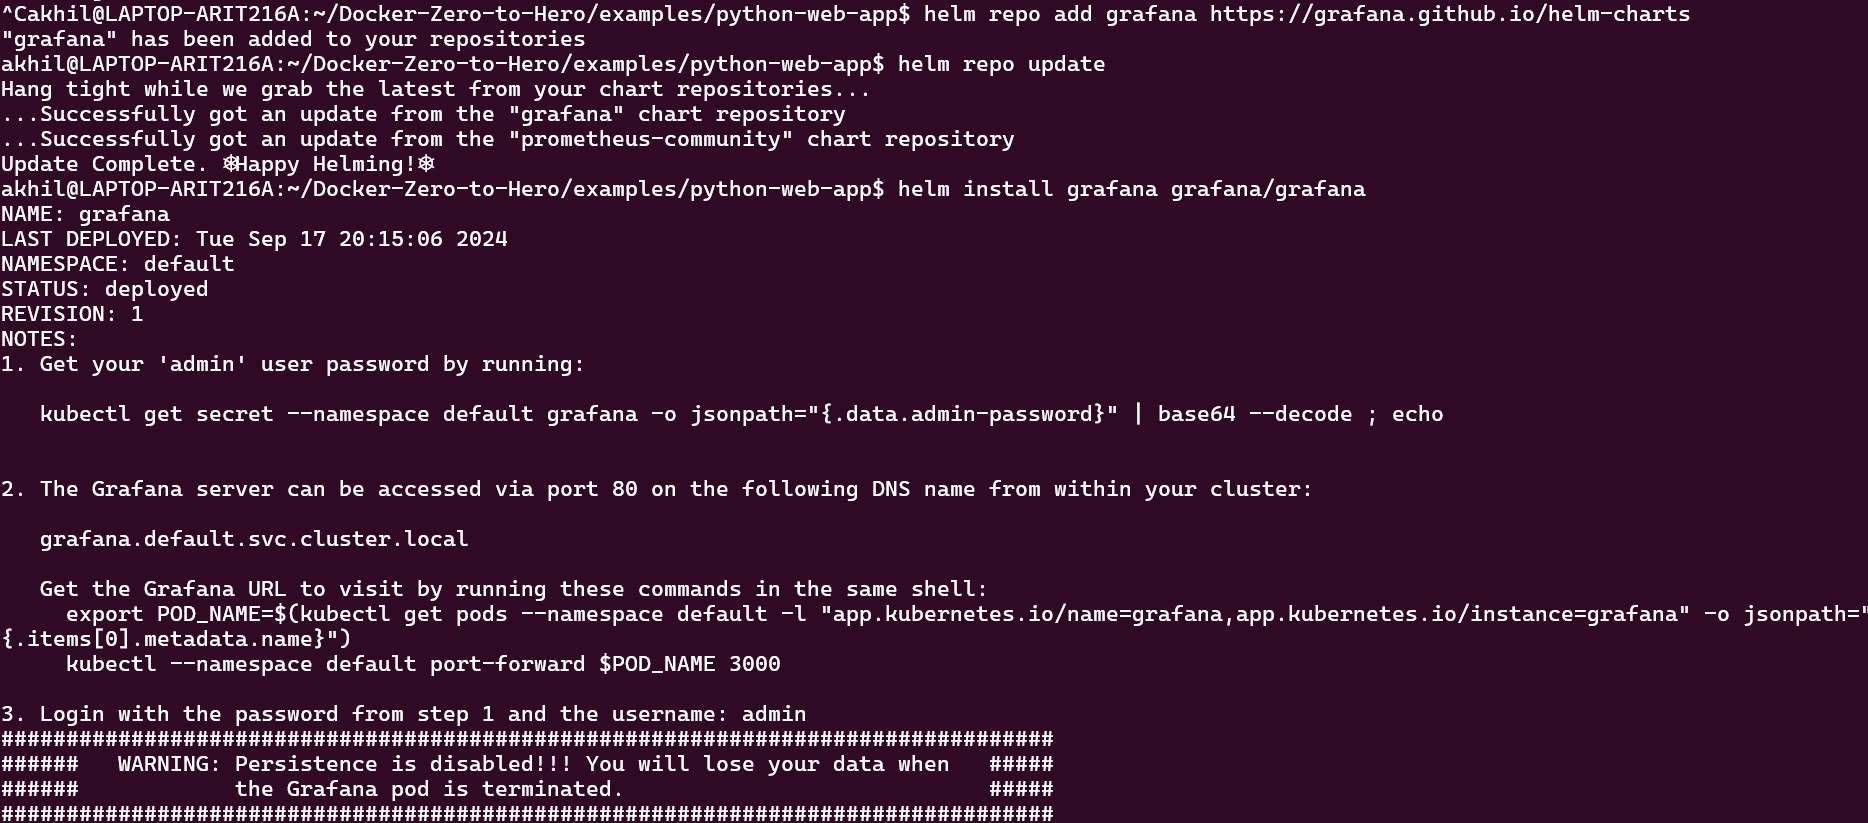 ^Cakhil@LAPTOP-ARIT216A:~/Docker-Zero-to-Hero/examples/python-web-app$ helm repo add grafana https://grafana.github.io/helm-charts
"grafana" has been added to your repositories
akhil@LAPTOP-ARIT216A:~/Docker-Zero-to-Hero/examples/python-web-app$ helm repo update
Hang tight while we grab the latest from your chart repositories...
...Successfully got an update from the "grafana" chart repository
...Successfully got an update from the "prometheus-community" chart repository
Update Complete. ⎈Happy Helming!⎈
akhil@LAPTOP-ARIT216A:~/Docker-Zero-to-Hero/examples/python-web-app$ helm install grafana grafana/grafana
NAME: grafana
LAST DEPLOYED: Tue Sep 17 20:15:06 2024
NAMESPACE: default
STATUS: deployed
REVISION: 1
NOTES:
1. Get your 'admin' user password by running:
   kubectl get secret --namespace default grafana -o jsonpath="{.data.admin-password}" | base64 --decode ; echo
2. The Grafana server can be accessed via port 80 on the following DNS name from within your cluster:
   grafana.default.svc.cluster.local
   Get the Grafana URL to visit by running these commands in the same shell:
     export POD_NAME=$(kubectl get pods --namespace default -l "app.kubernetes.io/name=grafana,app.kubernetes.io/instance=grafana" -o jsonpath="
{.items[0].metadata.name}")
     kubectl --namespace default port-forward $POD_NAME 3000
3. Login with the password from step 1 and the username: admin
#################################################################################
######   WARNING: Persistence is disabled!!! You will lose your data when   #####
######            the Grafana pod is terminated.                            #####
#################################################################################